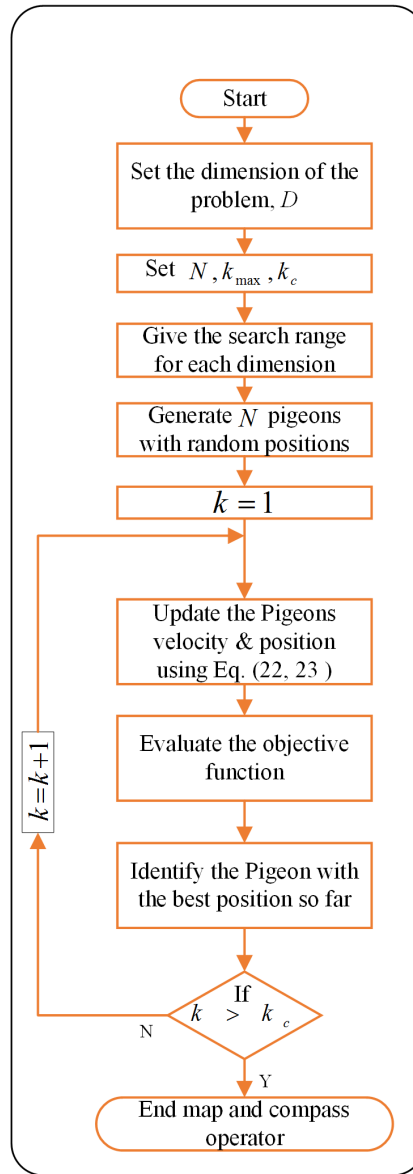 Start
Set the dimension of the
problem, D
Set N , k_max , k_c
Give the search range
for each dimension
Generate N pigeons
with random positions
k = 1
Update the Pigeons
velocity & position
using Eq. (22, 23 )
Evaluate the objective
function
k=k+1
Identify the Pigeon with
the best position so far
If
k > k_c
N
Y
End map and compass
operator